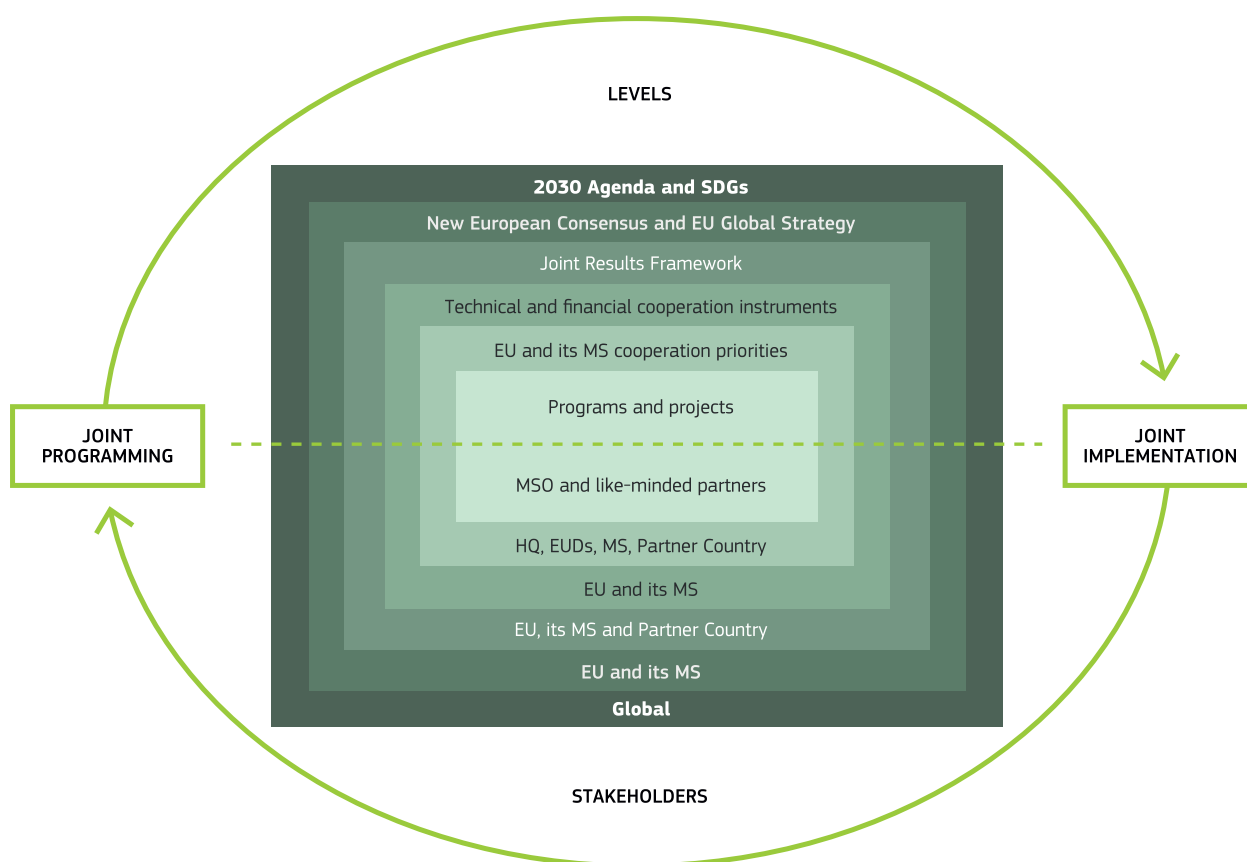 LEVELS
2030 Agenda and SDGs
New European Consensus and EU Global Strategy
Joint Results Framework
Technical and financial cooperation instruments
EU and its MS cooperation priorities
Programs and projects
JOINT
PROGRAMMING
JOINT
IMPLEMENTATION
MSO and like-minded partners
HQ, EUDs, MS, Partner Country
EU and its MS
EU, its MS and Partner Country
EU and its MS
Global
STAKEHOLDERS